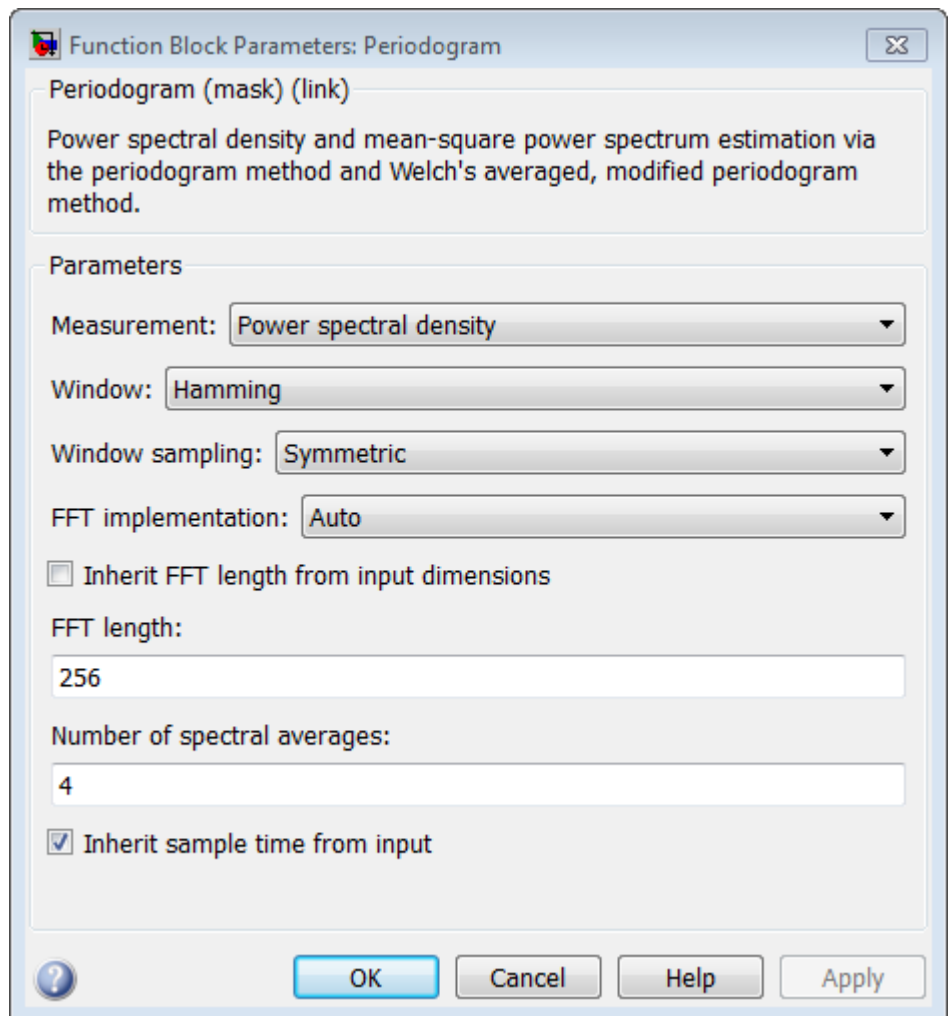 Function Block Parameters: Periodogram
Periodogram (mask) (link)
Power spectral density and mean-square power spectrum estimation via
the periodogram method and Welch's averaged, modified periodogram
method.
Parameters
Measurement: Power spectral density
Window: Hamming
Window sampling: Symmetric
FFT implementation: Auto
Inherit FFT length from input dimensions
FFT length:
256
Number of spectral averages:
4
Inherit sample time from input
? OK Cancel Help Apply